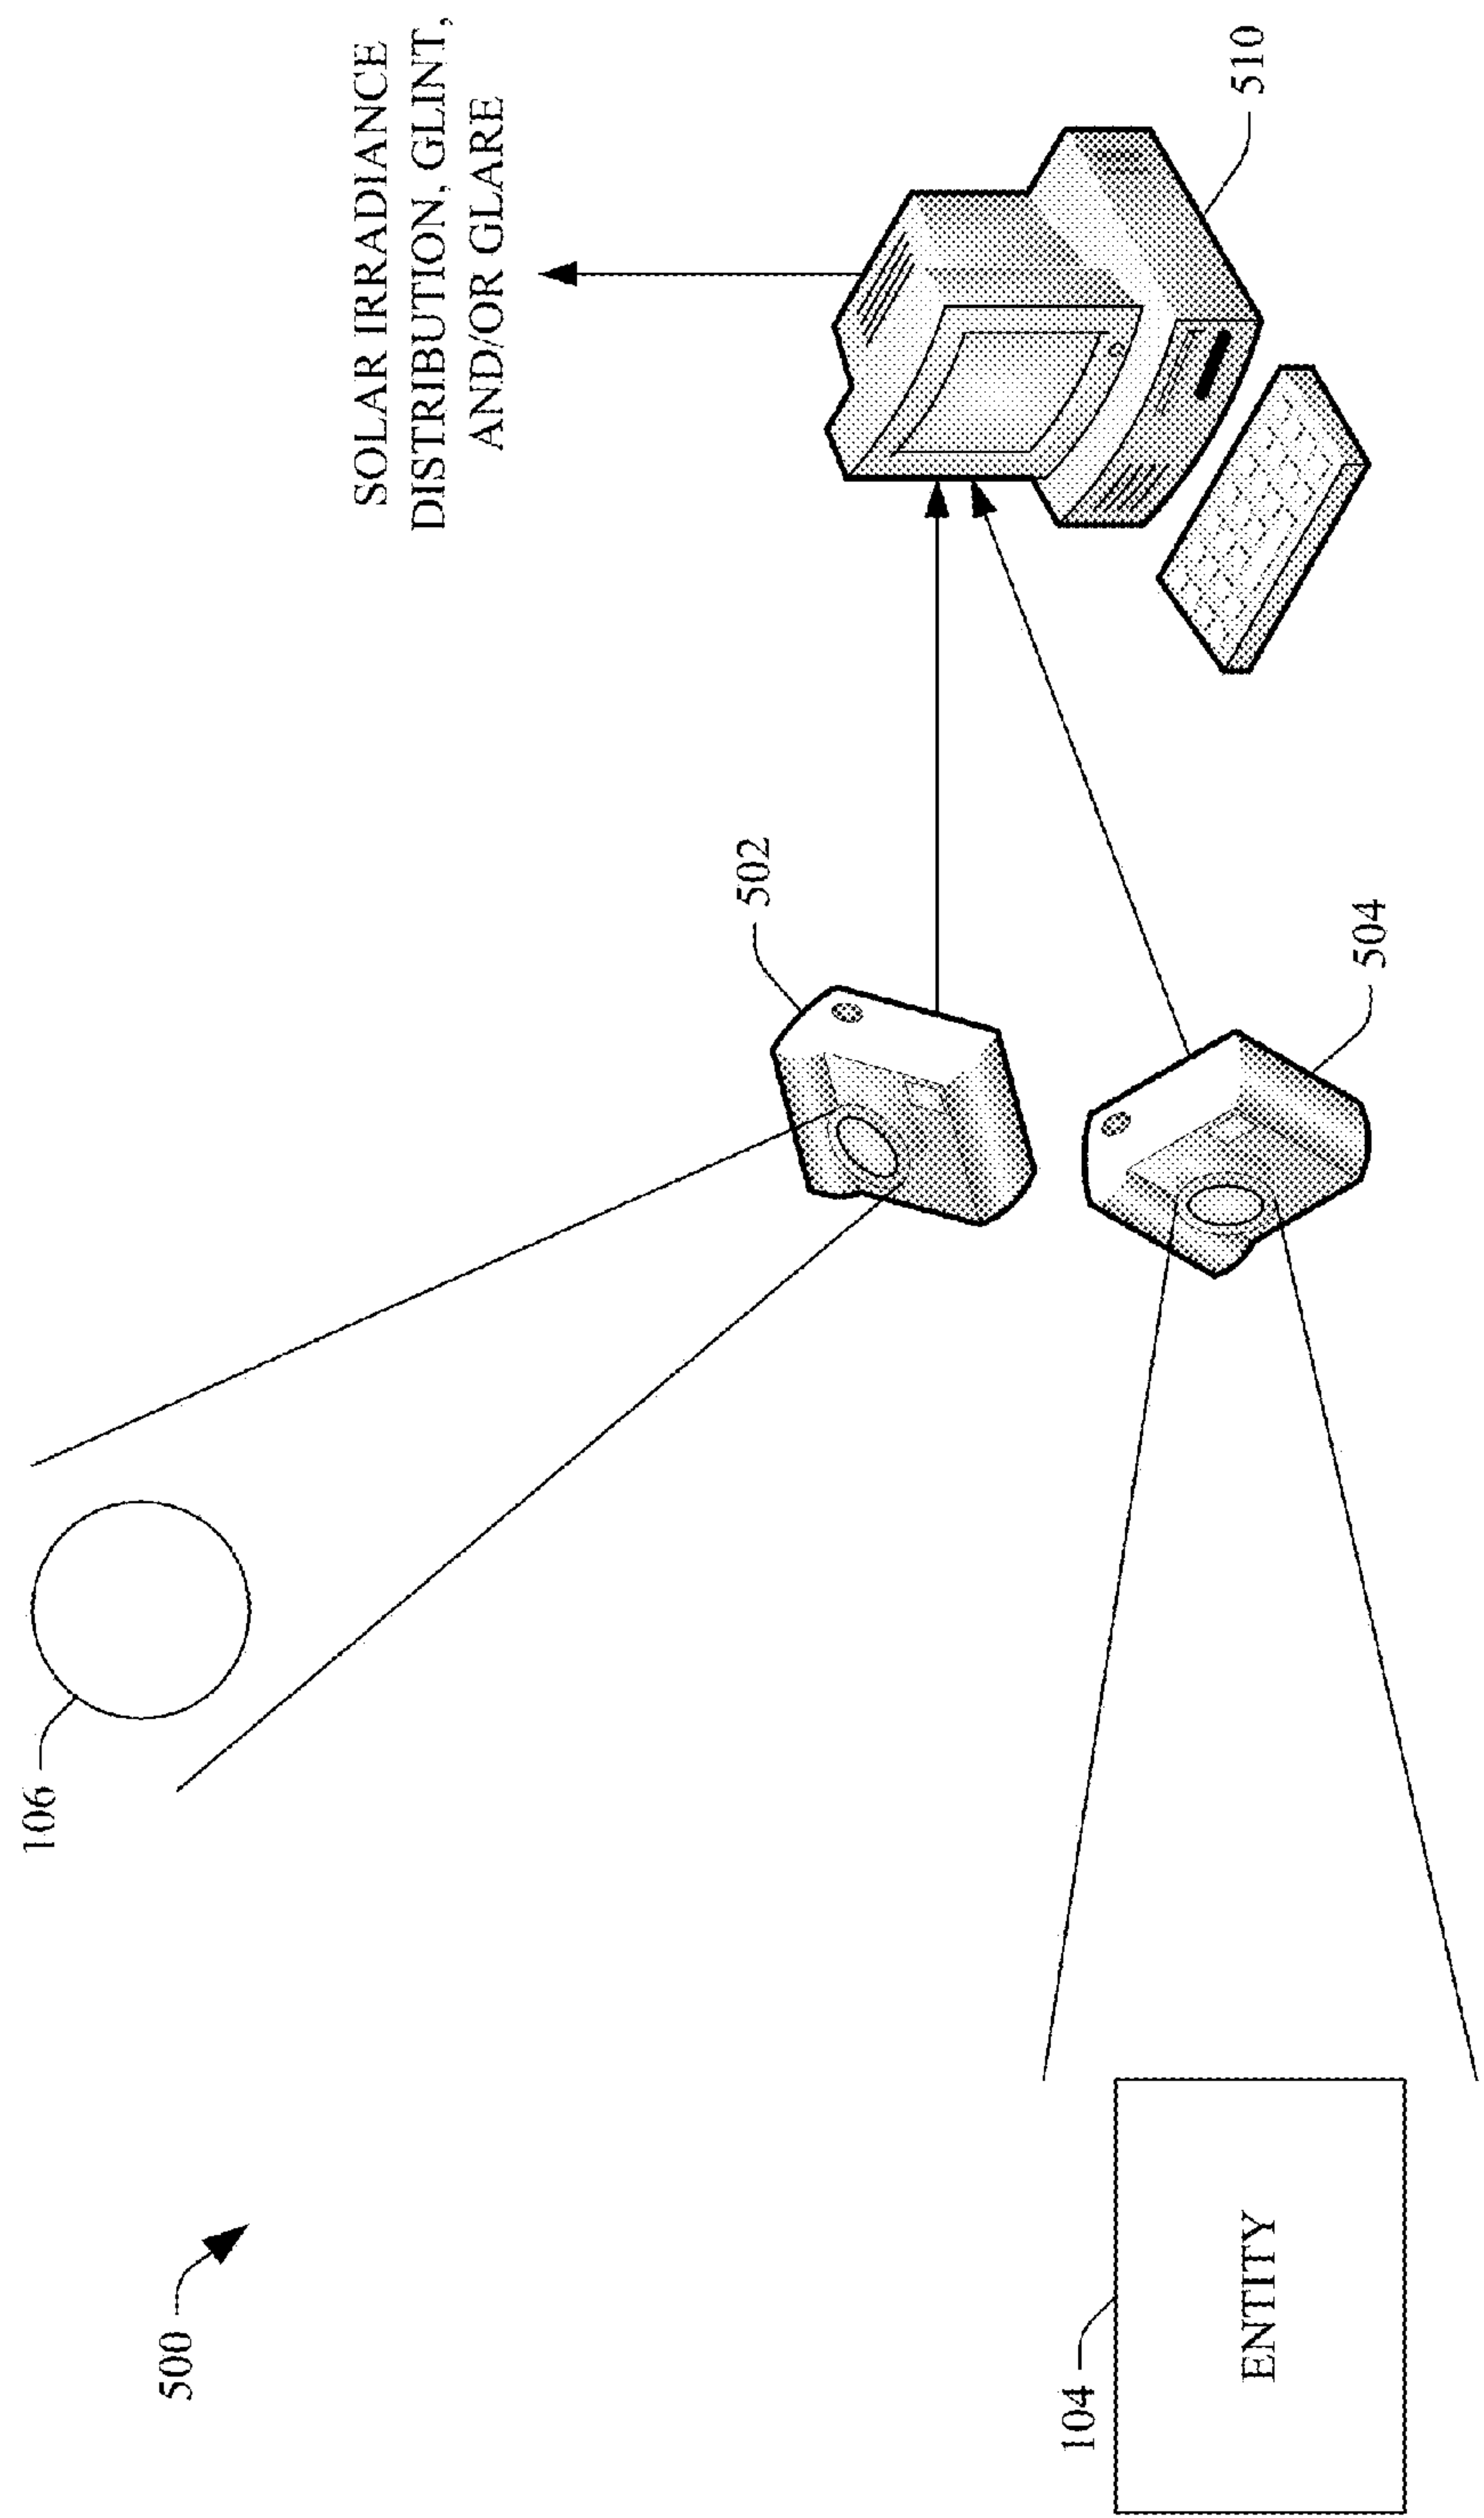 500
106
SOLAR IRRADIANCE
DISTRIBUTION, GLINT,
AND/OR GLARE
502
510
504
104
ENTITY